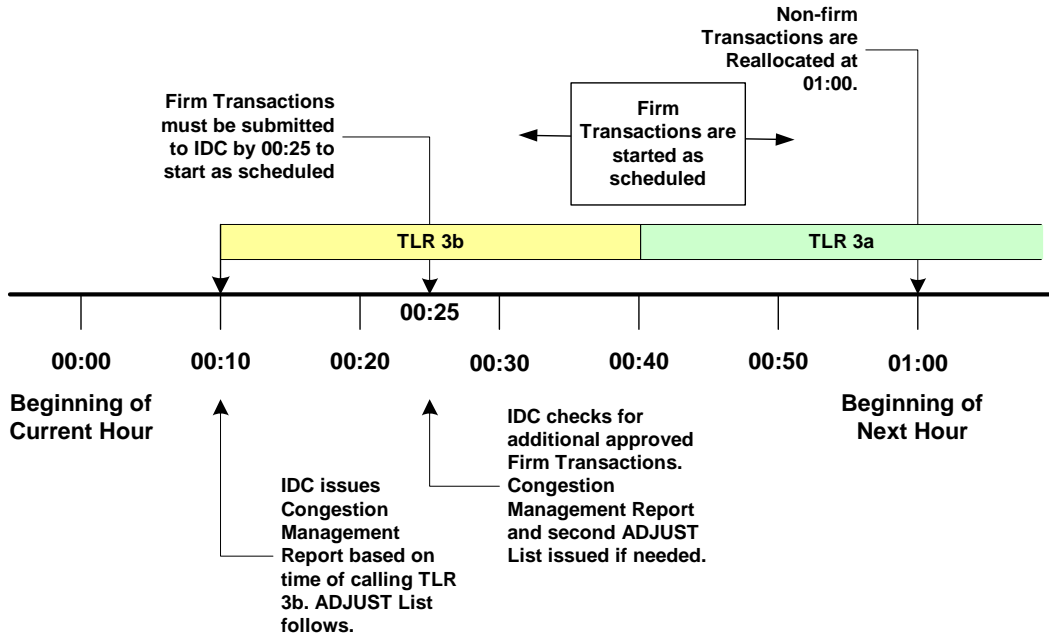 Non-firm
Transactions are
Reallocated at
01:00.
Firm Transactions
must be submitted
to IDC by 00:25 to
start as scheduled
Firm
Transactions are
started as
scheduled
TLR 3b
TLR 3a
00:25
00:00
00:10
00:20
00:30
00:40
00:50
01:00
Beginning of
Current Hour
Beginning of
Next Hour
IDC issues
Congestion
Management
Report based on
time of calling TLR
3b. ADJUST List
follows.
IDC checks for
additional approved
Firm Transactions.
Congestion
Management Report
and second ADJUST
List issued if needed.